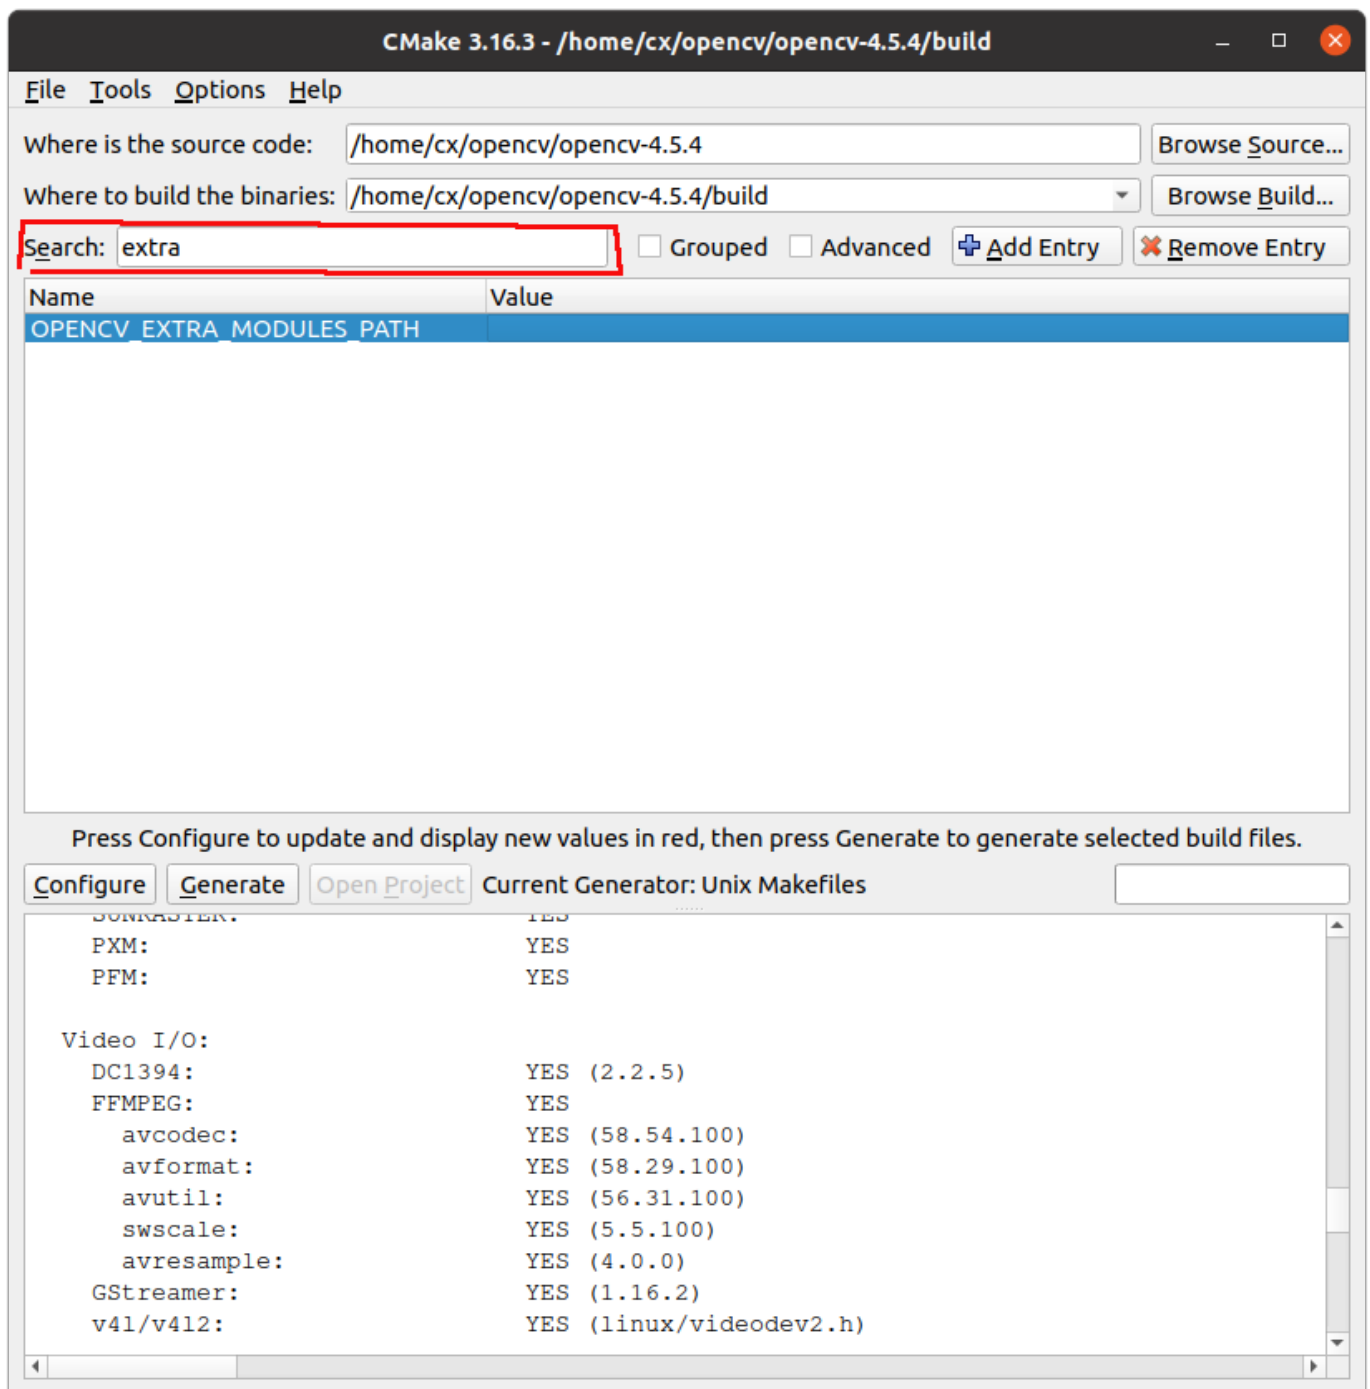 CMake 3.16.3 - /home/cx/opencv/opencv-4.5.4/build
File Tools Options Help
Where is the source code: /home/cx/opencv/opencv-4.5.4 Browse Source...
Where to build the binaries: /home/cx/opencv/opencv-4.5.4/build Browse Build...
Search: extra Grouped Advanced Add Entry Remove Entry
Name Value
OPENCV_EXTRA_MODULES_PATH
Press Configure to update and display new values in red, then press Generate to generate selected build files.
Configure Generate Open Project Current Generator: Unix Makefiles
SUNRASTER: YES
PXM: YES
PFM: YES
Video I/O:
DC1394: YES (2.2.5)
FFMPEG: YES
avcodec: YES (58.54.100)
avformat: YES (58.29.100)
avutil: YES (56.31.100)
swscale: YES (5.5.100)
avresample: YES (4.0.0)
GStreamer: YES (1.16.2)
v4l/v4l2: YES (linux/videodev2.h)